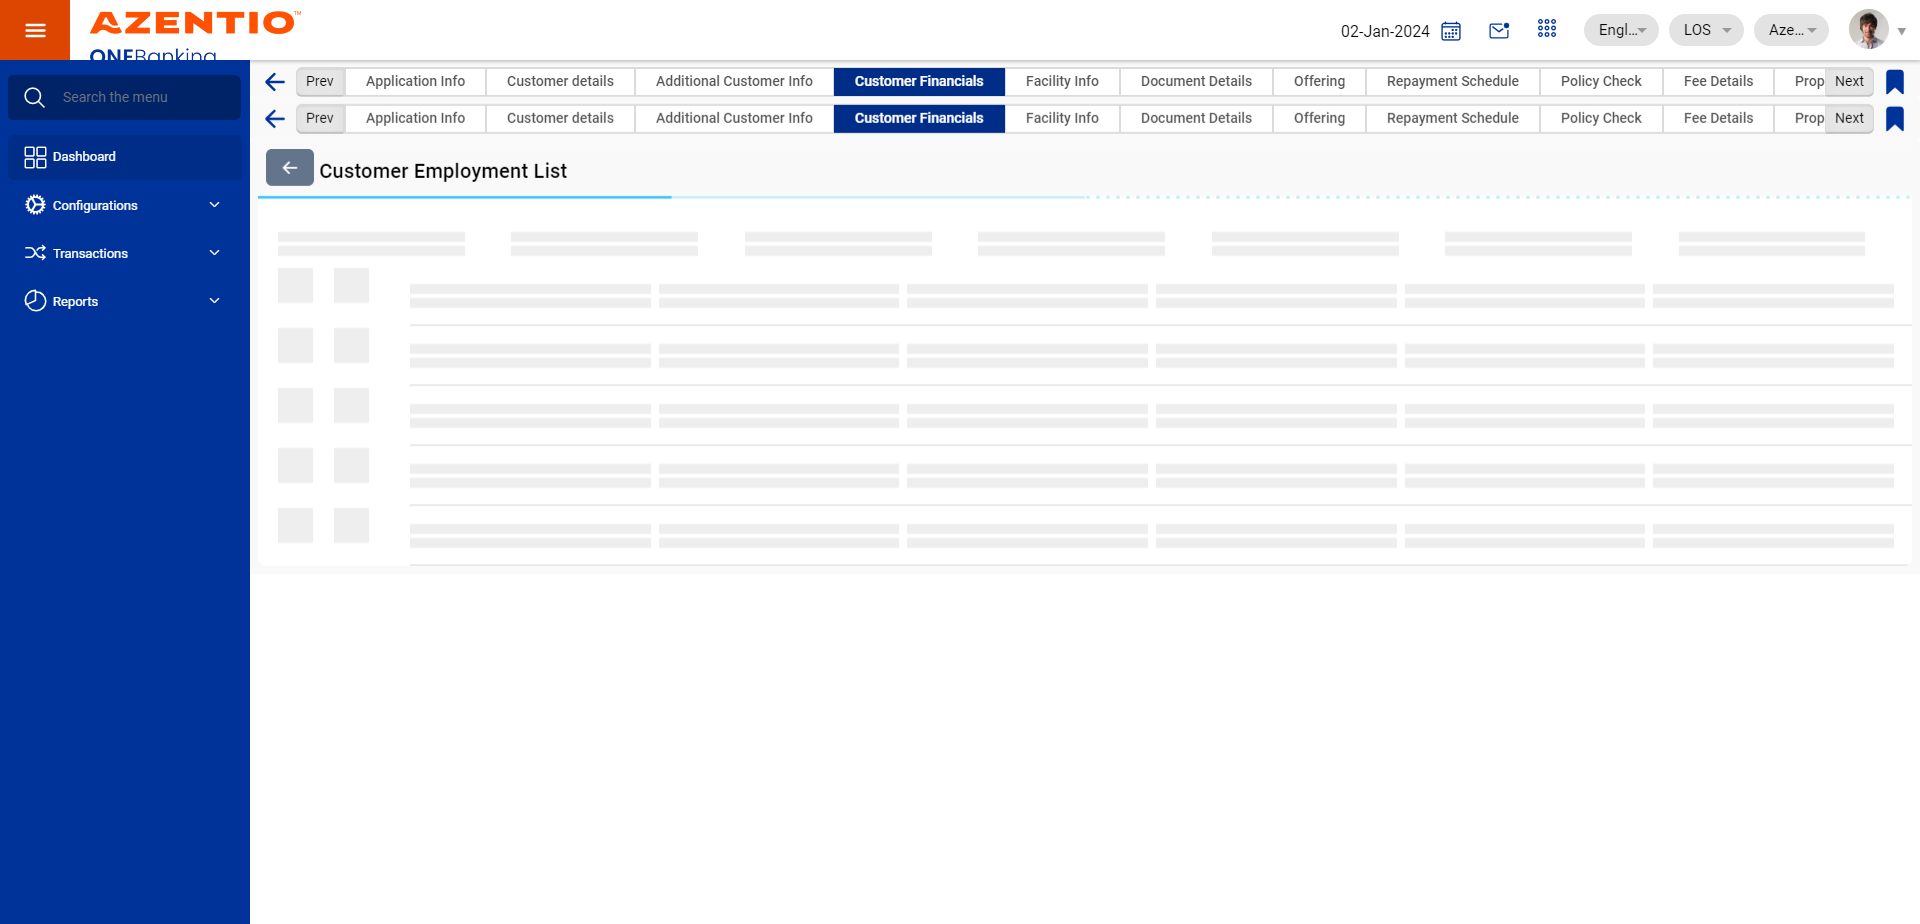 AZENTIO™
ONEBanking
02-Jan-2024
Engl...
LOS
Aze...
Search the menu
Dashboard
Configurations
Transactions
Reports
Prev Application Info Customer details Additional Customer Info Customer Financials Facility Info Document Details Offering Repayment Schedule Policy Check Fee Details Prop Next
Prev Application Info Customer details Additional Customer Info Customer Financials Facility Info Document Details Offering Repayment Schedule Policy Check Fee Details Prop Next
Customer Employment List